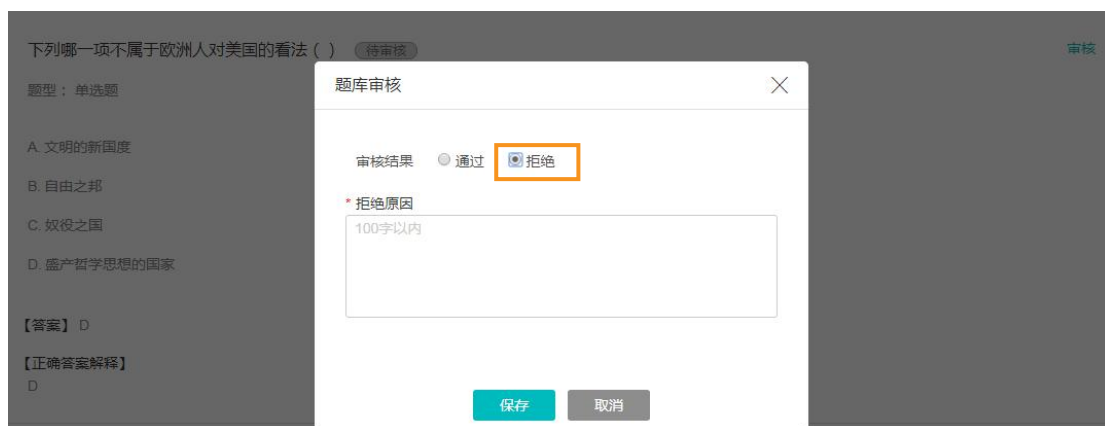 下列哪一项不属于欧洲人对美国的看法 ( ) 待审核
审核
题型： 单选题
A. 文明的新国度
B. 自由之邦
C. 奴役之国
D. 盛产哲学思想的国家
【答案】 D
【正确答案解释】
D
题库审核
审核结果 通过 拒绝
* 拒绝原因
100字以内
保存 取消